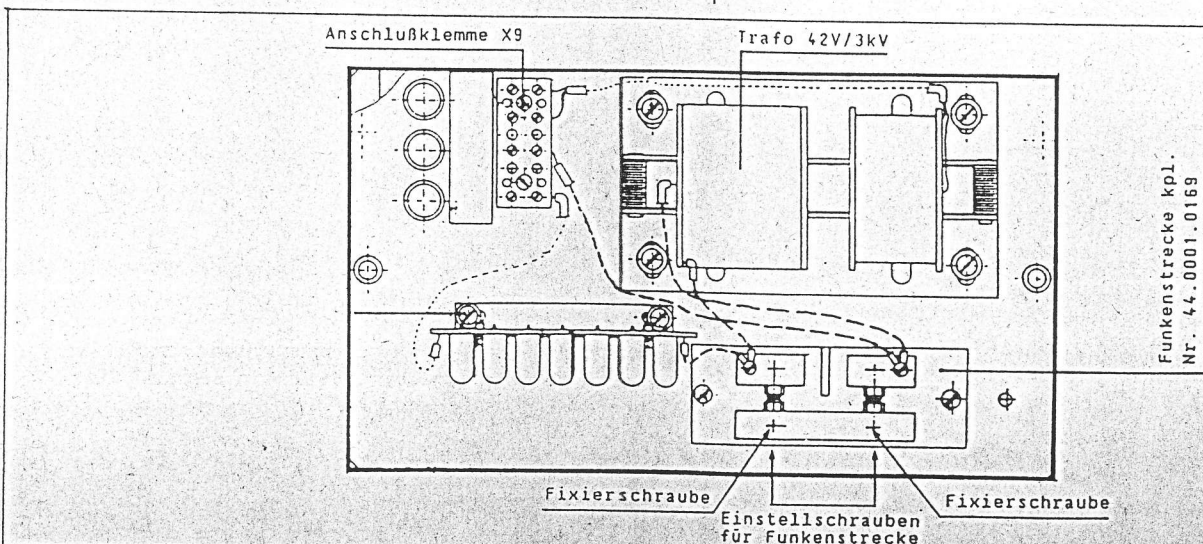 Anschlußklemme X9
Trafo 42V/3kV
Funkenstrecke kpl.
Nr. 44.0001.0169
Fixierschraube
Fixierschraube
Einstellschrauben
für Funkenstrecke